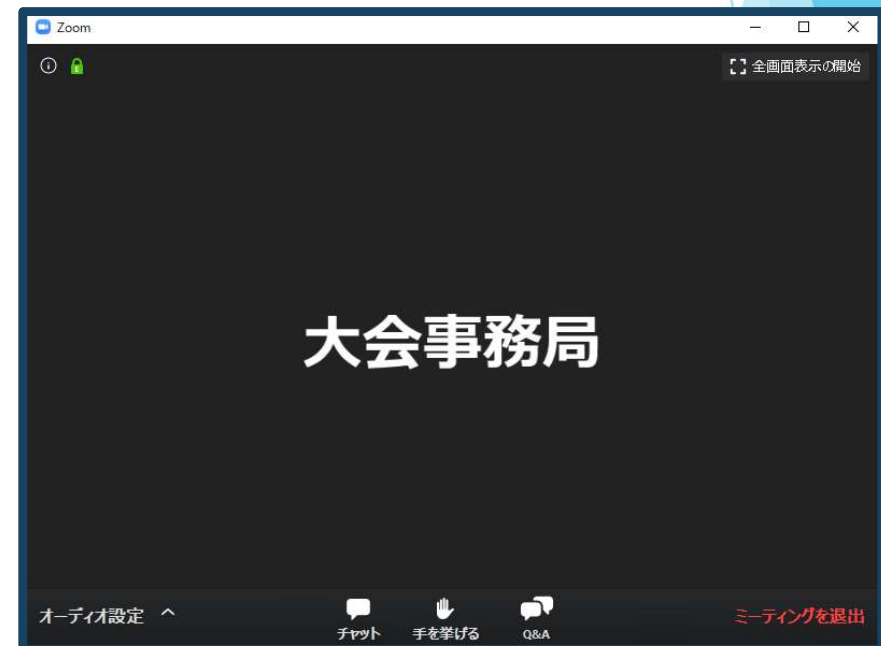 Zoom
全画面表示の開始
大会事務局
オーディオ設定
チャット 手を挙げる Q&A
ミーティングを退出